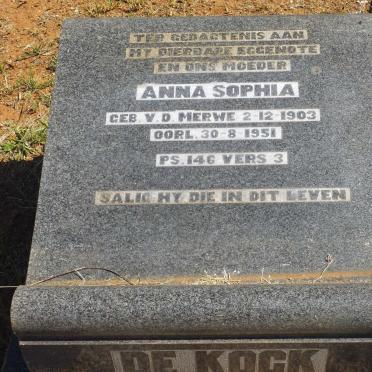 TER GEDAGTENIS AAN
MY DIERBARE EGGENOTE
EN ONS MOEDER
ANNA SOPHIA
GEB. V.D. MERWE 2-12-1903
OORL. 30-8-1951
PS. 146 VERS 3
SALIG HY DIE IN DIT LEVEN
DE KOCK